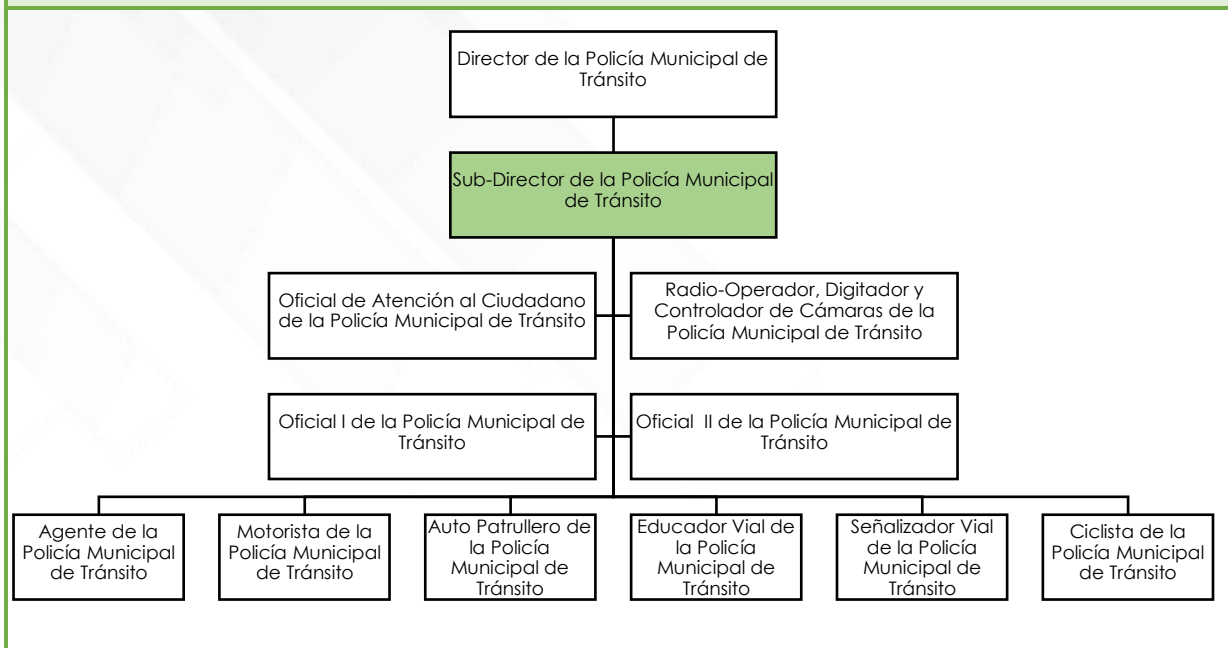 Director de la Policía Municipal de
Tránsito
Sub-Director de la Policía Municipal
de Tránsito
Oficial de Atención al Ciudadano
de la Policía Municipal de Tránsito
Radio-Operador, Digitador y
Controlador de Cámaras de la
Policía Municipal de Tránsito
Oficial I de la Policía Municipal de
Tránsito
Oficial II de la Policía Municipal de
Tránsito
Agente de la
Policía Municipal
de Tránsito
Motorista de la
Policía Municipal
de Tránsito
Auto Patrullero de
la Policía
Municipal de
Tránsito
Educador Vial de
la Policía
Municipal de
Tránsito
Señalizador Vial
de la Policía
Municipal de
Tránsito
Ciclista de la
Policía Municipal
de Tránsito